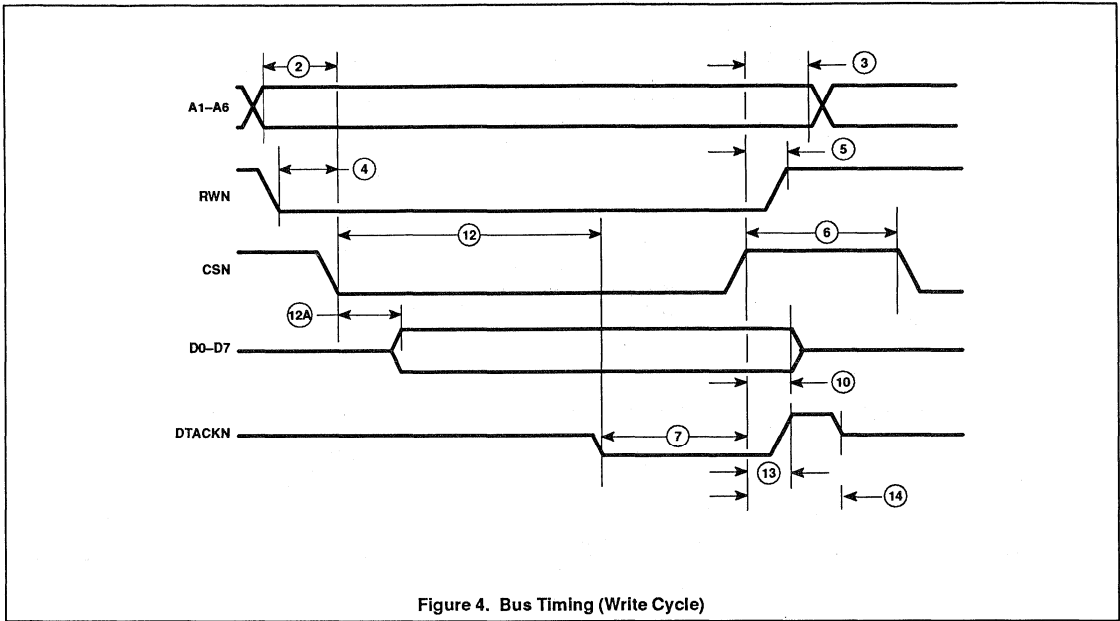 2
3
A1–A6
5
4
RWN
12
6
CSN
12A
D0–D7
10
DTACKN
7
13
14
Figure 4. Bus Timing (Write Cycle)